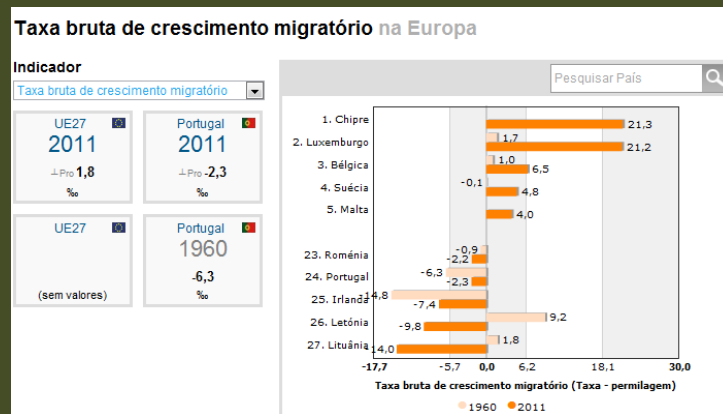 Taxa bruta de crescimento migratório na Europa
Indicador
Taxa bruta de crescimento migratório
UE27
2011
⊥ Pro 1,8
‰
Portugal
2011
⊥ Pro -2,3
‰
UE27
(sem valores)
Portugal
1960
-6,3
‰
Pesquisar País
1. Chipre 21,3
2. Luxemburgo 1,7 21,2
3. Bélgica 1,0 6,5
4. Suécia -0,1 4,8
5. Malta 4,0
23. Roménia -0,9 -2,2
24. Portugal -6,3 -2,3
25. Irlanda -14,8 -7,4
26. Letónia 9,2 -9,8
27. Lituânia 1,8 -14,0
-17,7 -5,7 0,0 6,2 18,1 30,0
Taxa bruta de crescimento migratório (Taxa - permilagem)
1960 2011